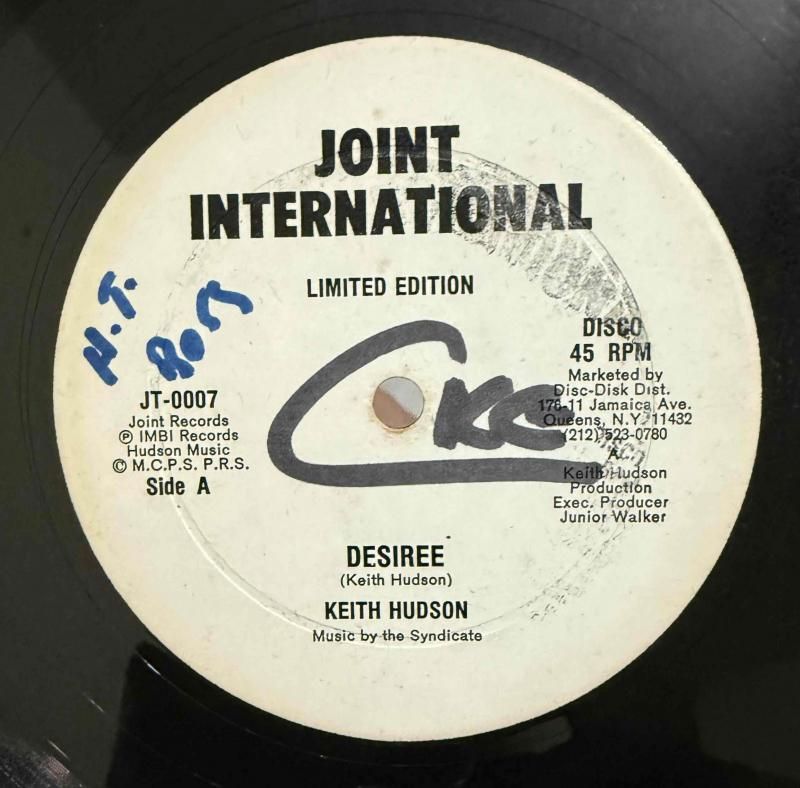 JOINT
INTERNATIONAL
LIMITED EDITION
H.T.
DISCO
45 RPM
Marketed by
Disc-Disk Dist.
176-11 Jamaica Ave.
Queens, N.Y. 11432
(212) 523-0780
A
Keith Hudson
Production
Exec. Producer
Junior Walker
JT-0007
Joint Records
Ⓟ IMBI Records
Hudson Music
© M.C.P.S. P.R.S.
Side A
DESIREE
(Keith Hudson)
KEITH HUDSON
Music by the Syndicate